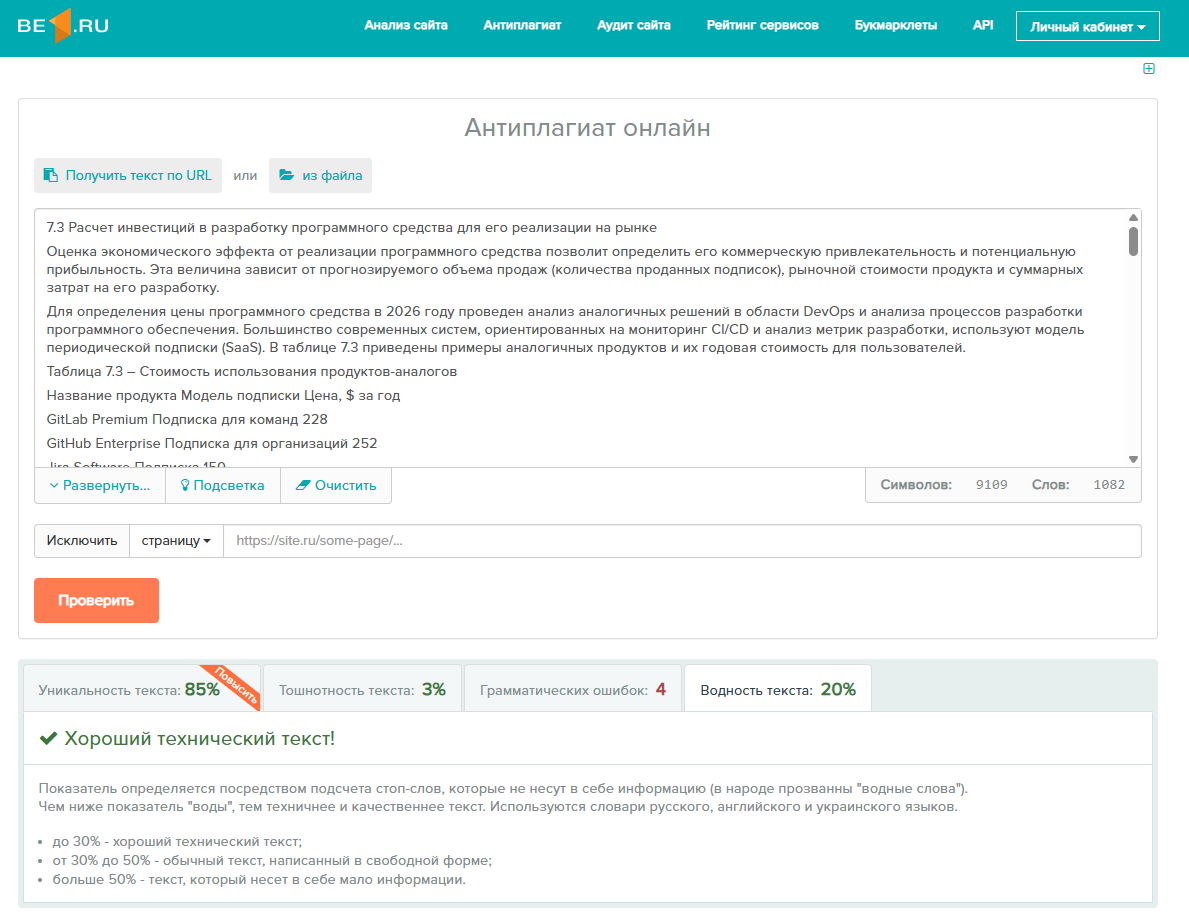 BE1.RU
Анализ сайта Антиплагиат Аудит сайта Рейтинг сервисов Букмарклеты API Личный кабинет
Антиплагиат онлайн
Получить текст по URL или из файла
7.3 Расчет инвестиций в разработку программного средства для его реализации на рынке
Оценка экономического эффекта от реализации программного средства позволит определить его коммерческую привлекательность и потенциальную
прибыльность. Эта величина зависит от прогнозируемого объема продаж (количества проданных подписок), рыночной стоимости продукта и суммарных
затрат на его разработку.
Для определения цены программного средства в 2026 году проведен анализ аналогичных решений в области DevOps и анализа процессов разработки
программного обеспечения. Большинство современных систем, ориентированных на мониторинг CI/CD и анализ метрик разработки, используют модель
периодической подписки (SaaS). В таблице 7.3 приведены примеры аналогичных продуктов и их годовая стоимость для пользователей.
Таблица 7.3 – Стоимость использования продуктов-аналогов
Название продукта Модель подписки Цена, $ за год
GitLab Premium Подписка для команд 228
GitHub Enterprise Подписка для организаций 252
Jira Software Подписка 150
Развернуть... Подсветка Очистить Символов: 9109 Слов: 1082
Исключить страницу https://site.ru/some-page/...
Проверить
Уникальность текста: 85% Повысить Тошнотность текста: 3% Грамматических ошибок: 4 Водность текста: 20%
Хороший технический текст!
Показатель определяется посредством подсчета стоп-слов, которые не несут в себе информацию (в народе прозванны "водные слова").
Чем ниже показатель "воды", тем техничнее и качественнее текст. Используются словари русского, английского и украинского языков.
• до 30% - хороший технический текст;
• от 30% до 50% - обычный текст, написанный в свободной форме;
• больше 50% - текст, который несет в себе мало информации.